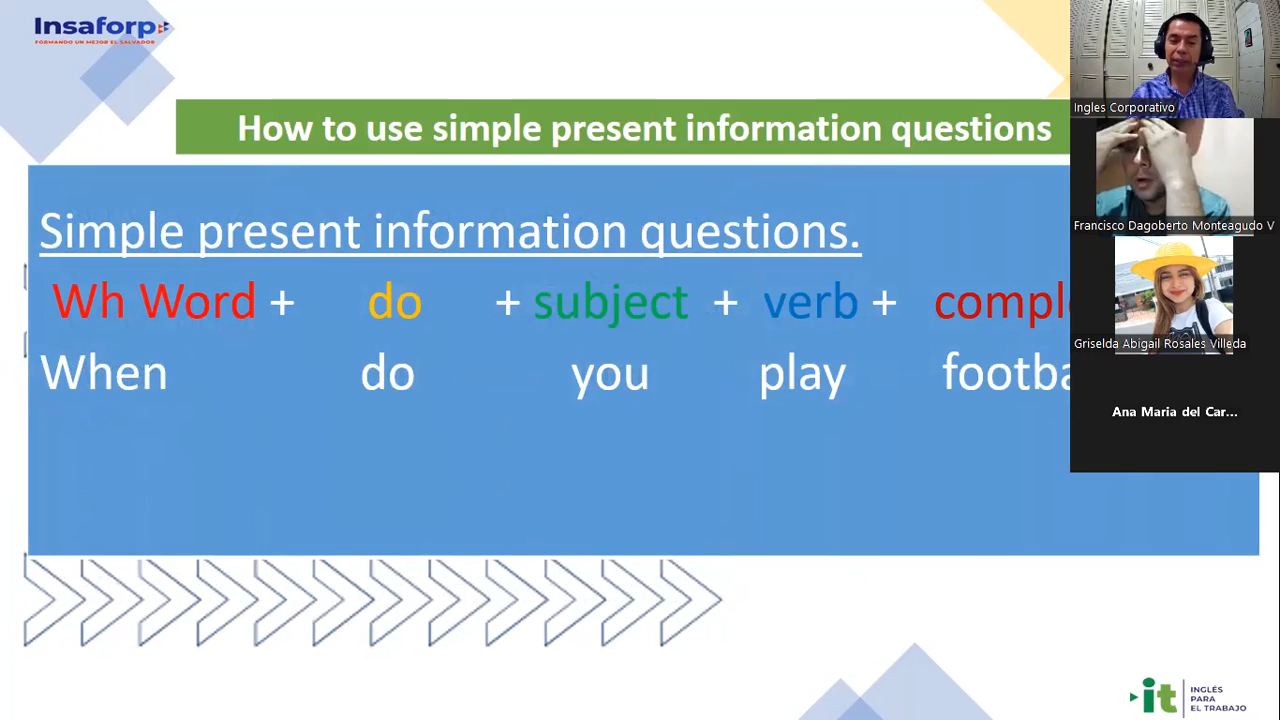 Insaforp
FORMANDO UN MEJOR EL SALVADOR
How to use simple present information questions
Simple present information questions.
Wh Word + do + subject + verb + comple
When do you play footba
Ingles Corporativo
Francisco Dagoberto Monteagudo V
Griselda Abigail Rosales Villeda
Ana Maria del Car...
it
INGLÉS
PARA
EL TRABAJO